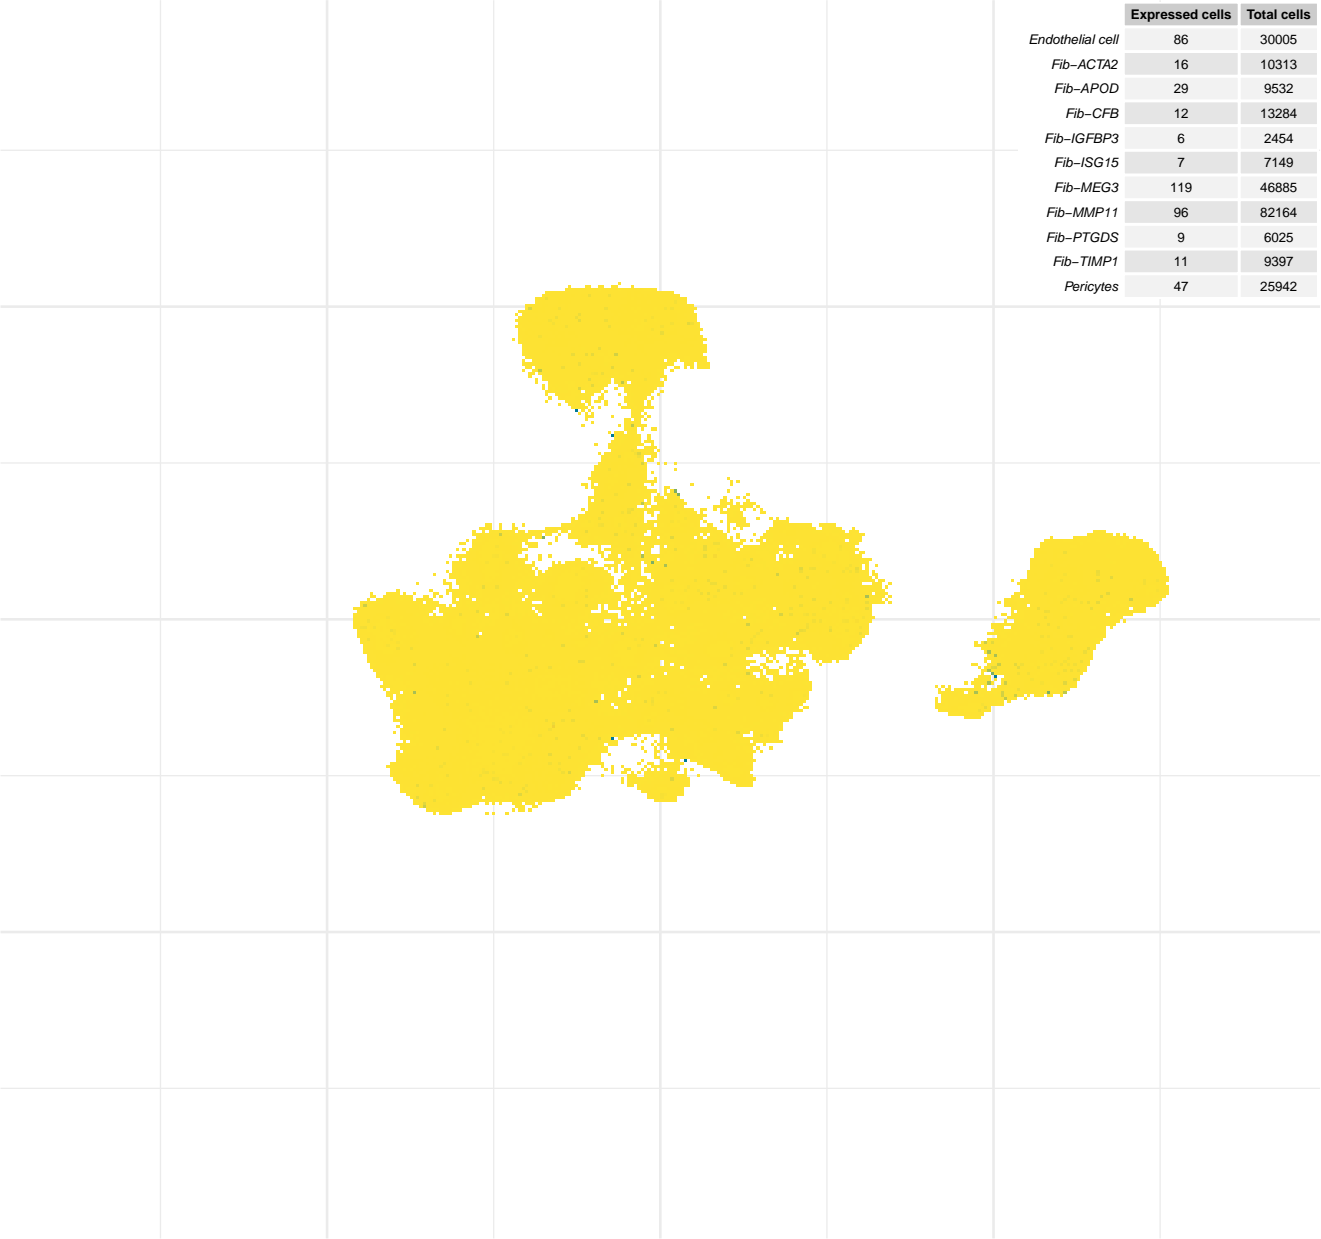 Expressed cells Total cells
Endothelial cell 86 30005
Fib−ACTA2 16 10313
Fib−APOD 29 9532
Fib−CFB 12 13284
Fib−IGFBP3 6 2454
Fib−ISG15 7 7149
Fib−MEG3 119 46885
Fib−MMP11 96 82164
Fib−PTGDS 9 6025
Fib−TIMP1 11 9397
Pericytes 47 25942